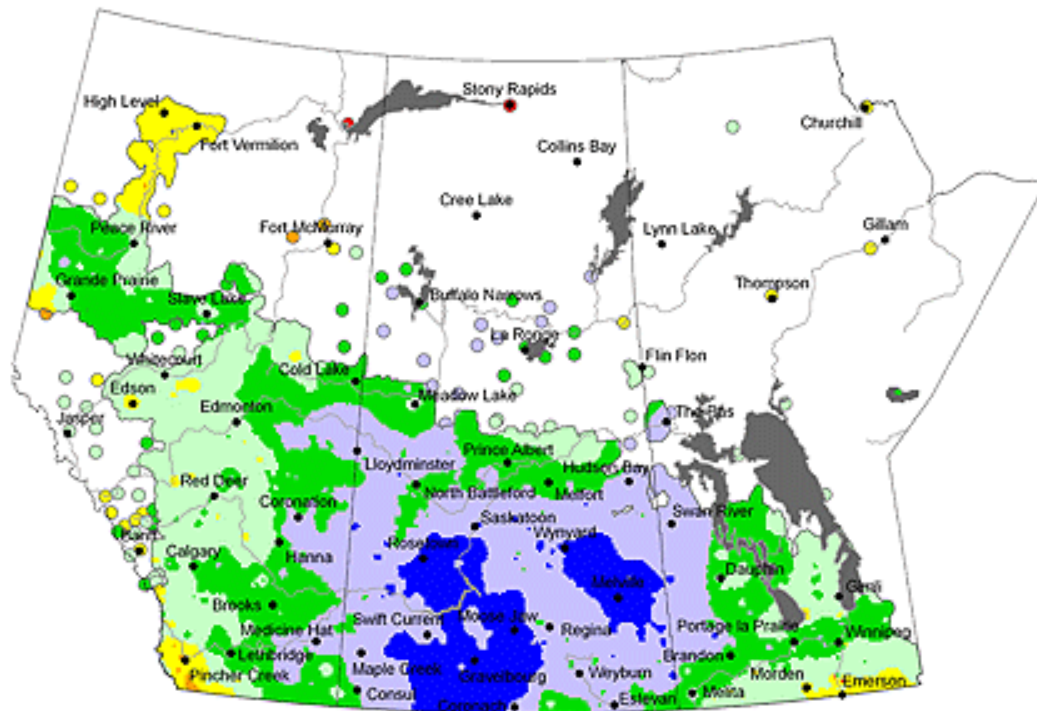 Stony Rapids
High Level
Churchill
Fort Vermilion
Collins Bay
Cree Lake
Peace River
Fort McMurray
Lynn Lake
Gillam
Grande Prairie
Thompson
Buffalo Narrows
Slave Lake
La Ronge
Whitecourt
Flin Flon
Cold Lake
Edson
Meadow Lake
Edmonton
Jasper
The Pas
Prince Albert
Lloydminster
Hudson Bay
Red Deer
North Battleford
Melfort
Coronation
Swan River
Saskatoon
Wynyard
Banff
Hanna
Rosetown
Calgary
Dauphin
Melville
Gimli
Brooks
Swift Current
Moose Jaw
Medicine Hat
Regina
Portage la Prairie
Winnipeg
Lethbridge
Maple Creek
Brandon
Pincher Creek
Gravelbourg
Weyburn
Morden
Emerson
Consul
Melita
Estevan
Coronach